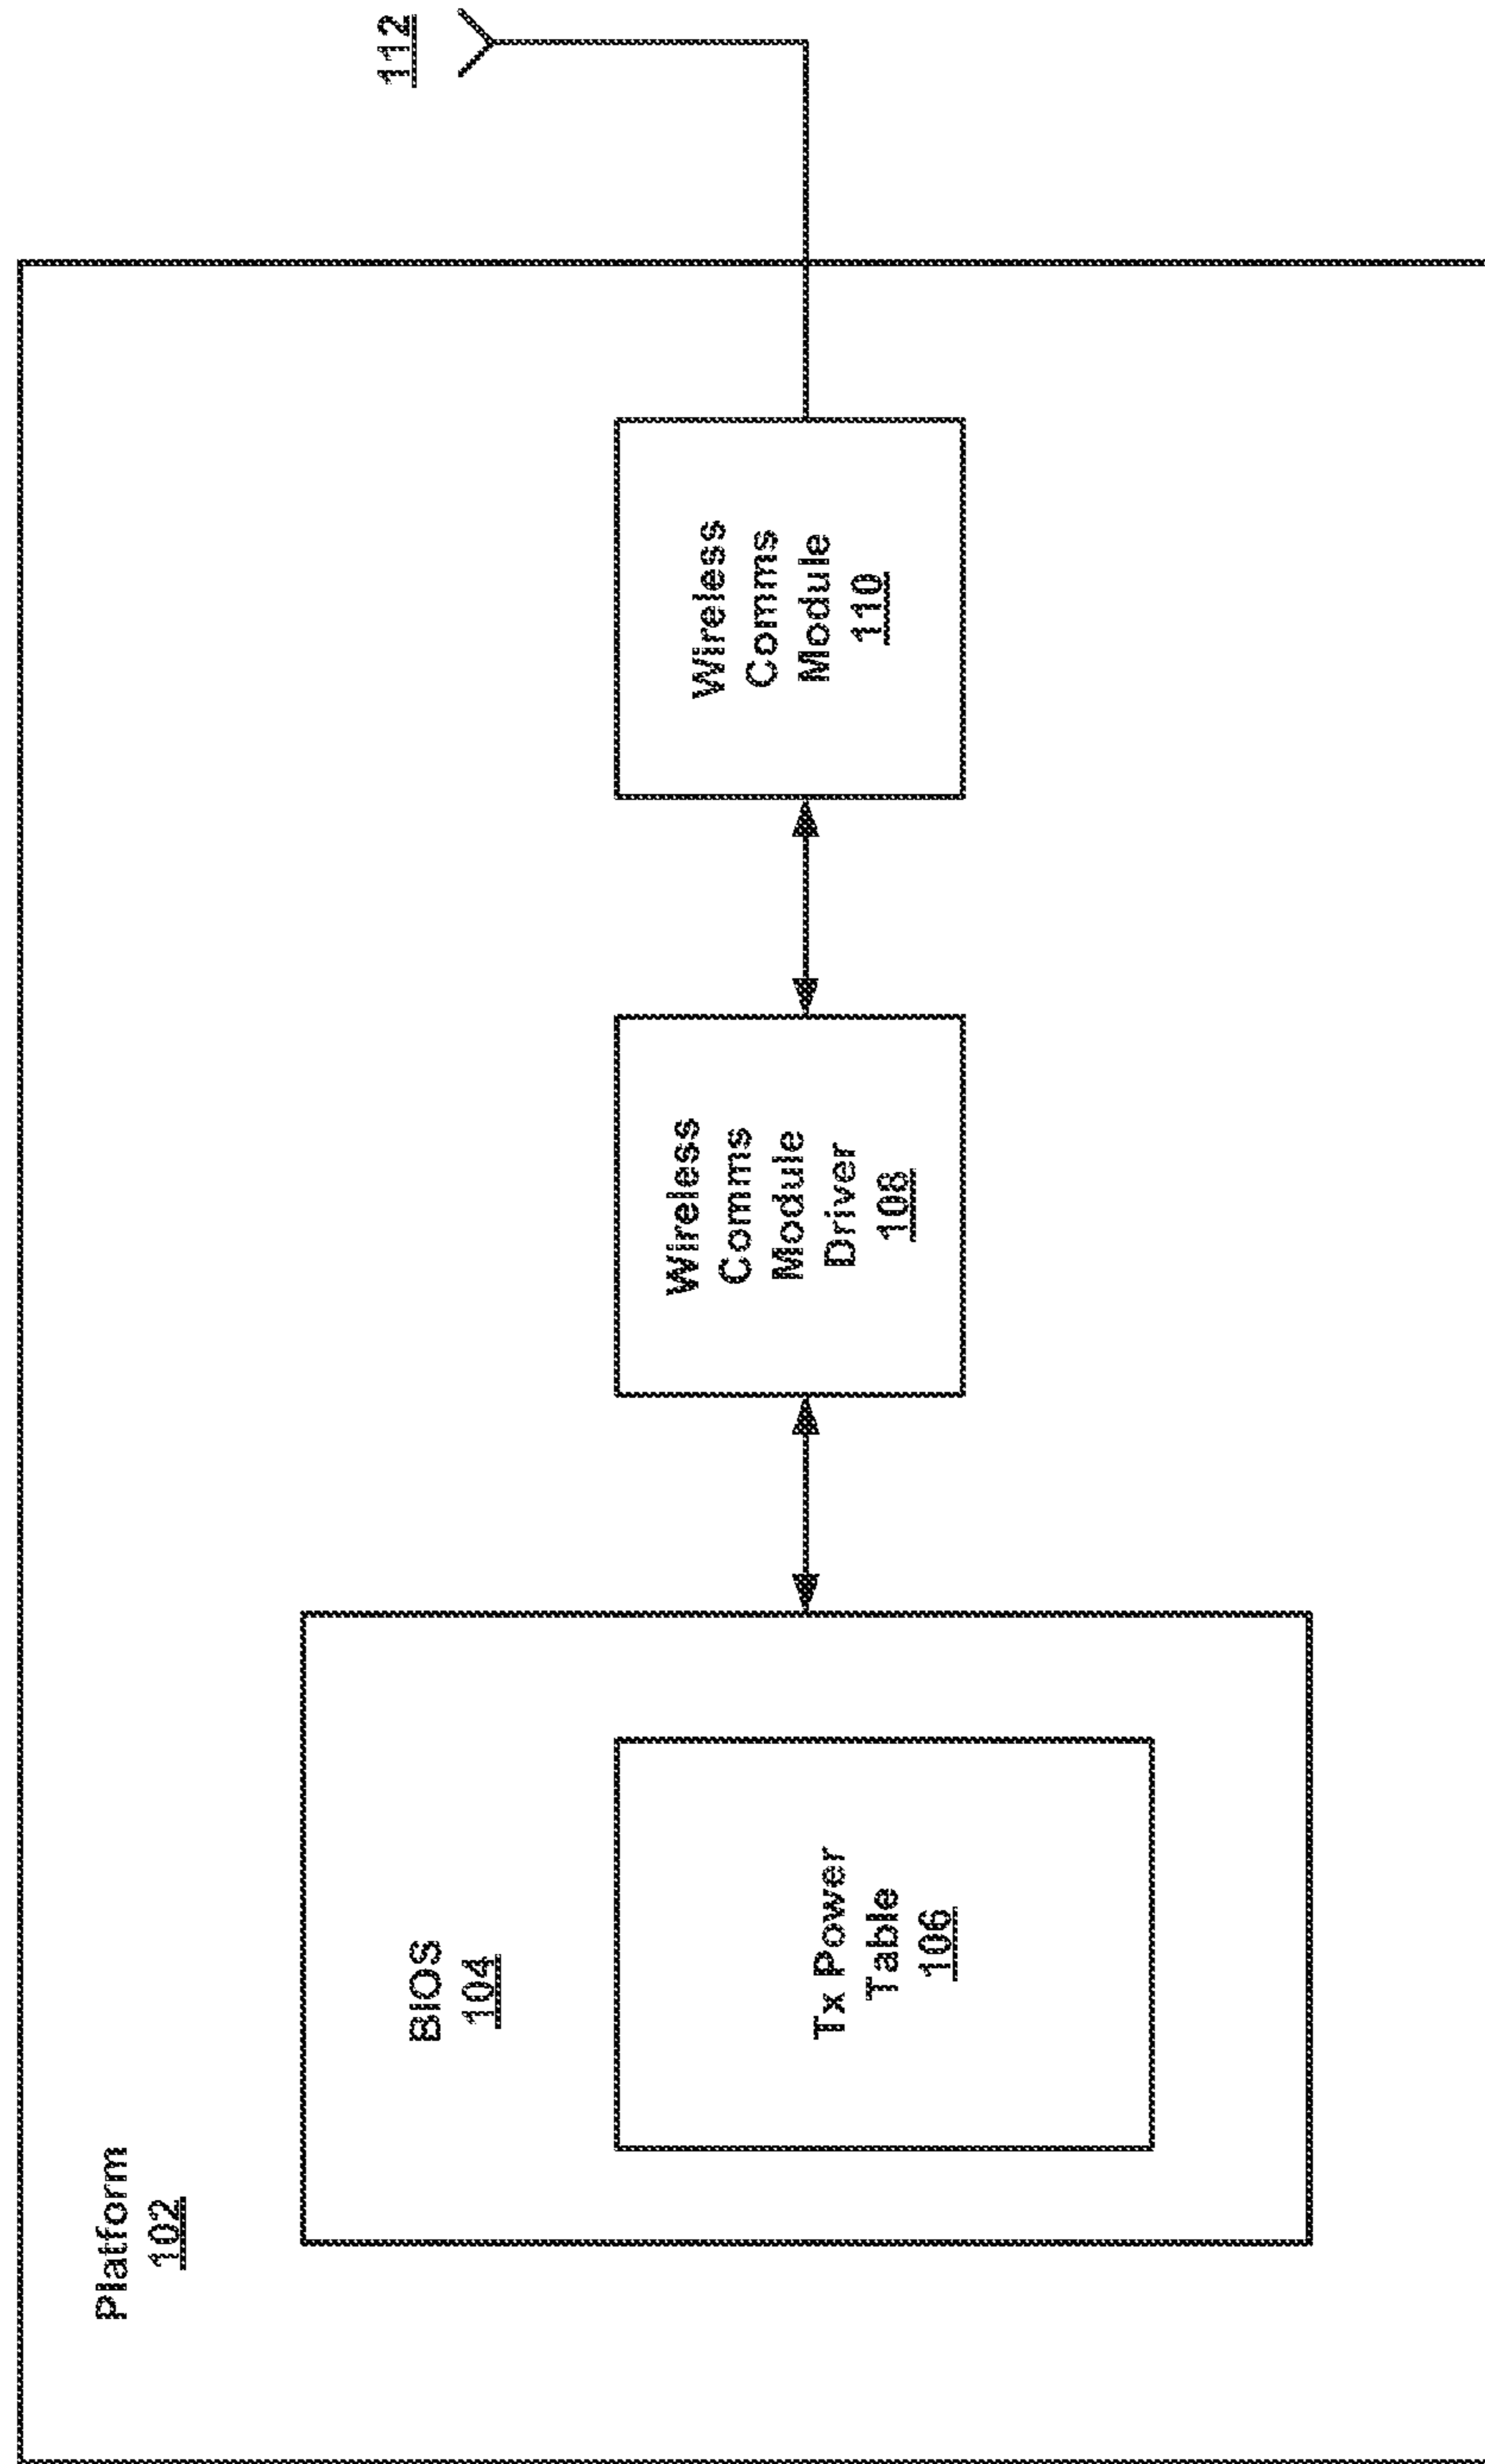 Platform
102
BIOS
104
Tx Power
Table
106
Wireless
Comms
Module
Driver
108
Wireless
Comms
Module
110
112